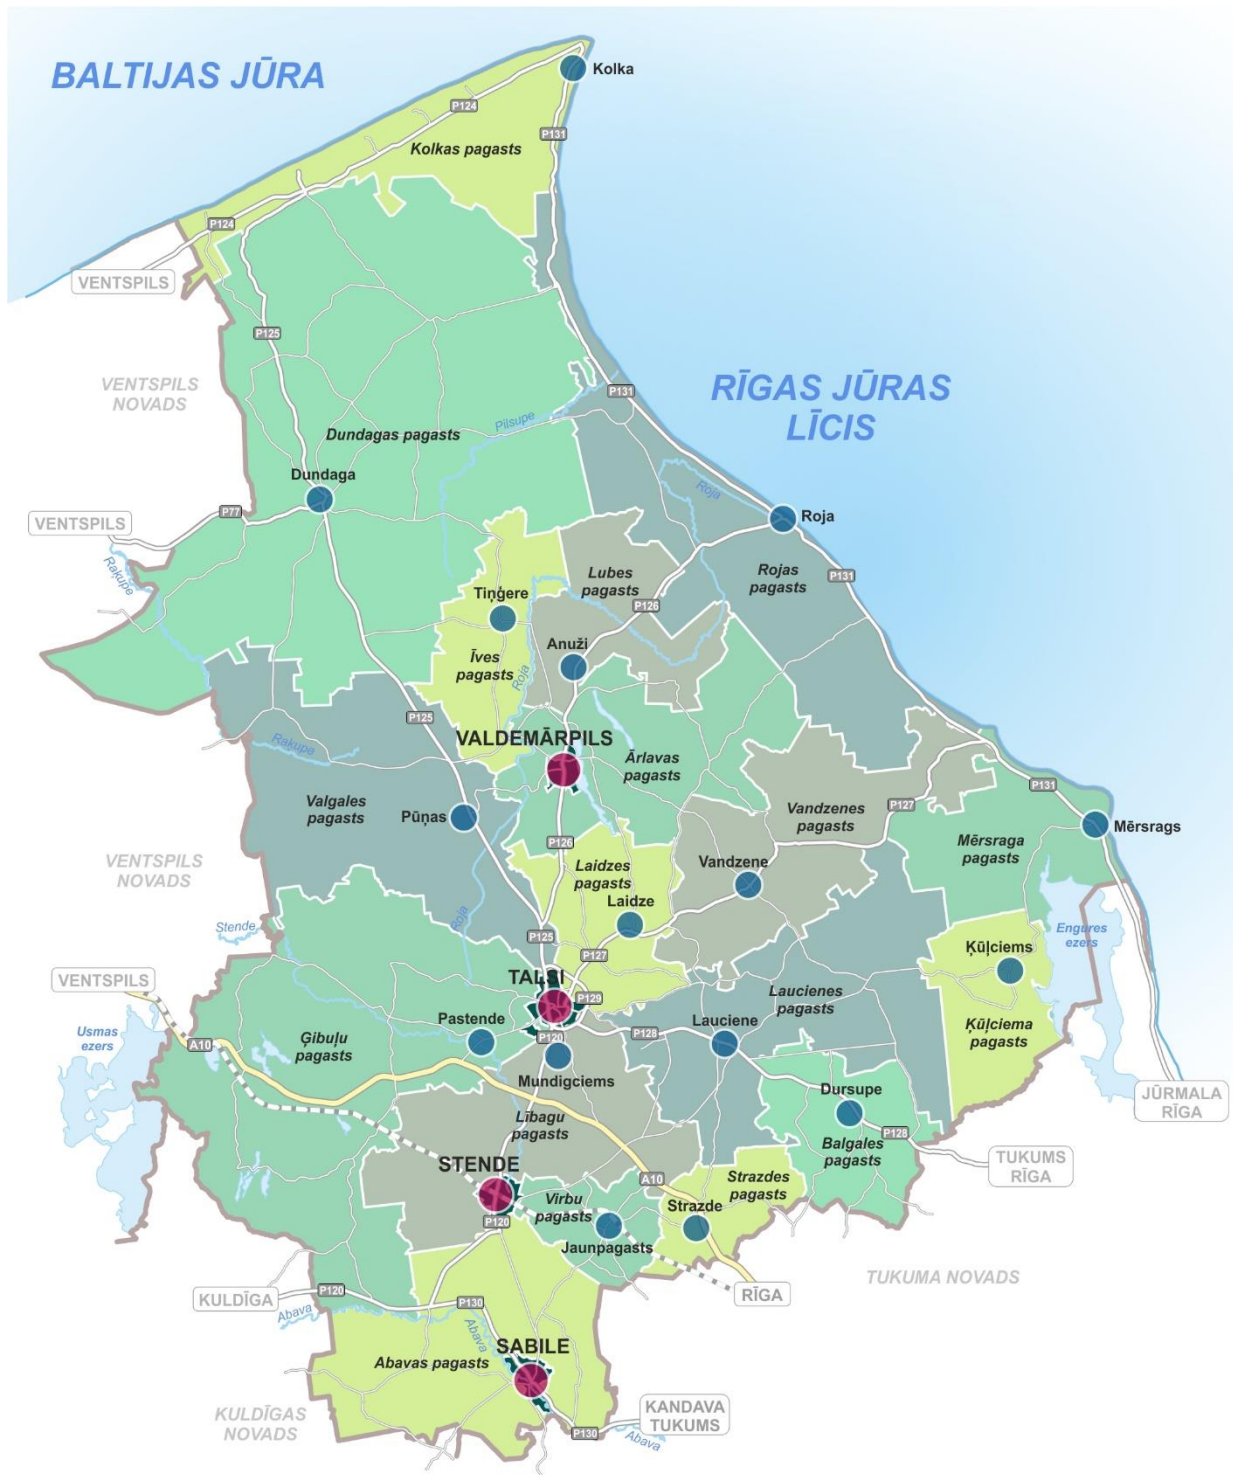 BALTIJAS JŪRA
Kolka
P124
P131
Kolkas pagasts
P124
VENTSPILS
P125
VENTSPILS
NOVADS
RĪGAS JŪRAS
LĪCIS
P131
Pilsupe
Dundagas pagasts
Dundaga
Roja
Roja
P77
VENTSPILS
Raķupe
Lubes
pagasts
Rojas
pagasts
P131
Tiņģere
P126
Anuži
Īves
pagasts
Roja
P125
VALDEMĀRPILS
Raķupe
Ārlavas
pagasts
Valgales
pagasts
Pūņas
Vandzenes
pagasts
P127
P131
Mērsrags
Mērsraga
pagasts
P126
VENTSPILS
NOVADS
Laidzes
pagasts
Vandzene
Laidze
Roja
Stende
P125
P127
Engures
ezers
Ķūļciems
VENTSPILS
TALSI
P129
Laucienes
pagasts
Pastende
Lauciene
Usmas
ezers
A10
Ģibuļu
pagasts
P120
P128
Ķūļciema
pagasts
Mundigciems
Dursupe
JŪRMALA
RĪGA
Lībagu
pagasts
P128
Balgales
pagasts
TUKUMS
RĪGA
STENDE
A10
Strazdes
pagasts
Virbu
pagasts
Strazde
P120
Jaunpagasts
TUKUMA NOVADS
P120
KULDĪGA
RĪGA
Abava
P130
Abava
SABILE
Abavas pagasts
KULDĪGAS
NOVADS
KANDAVA
TUKUMS
P130
Abava